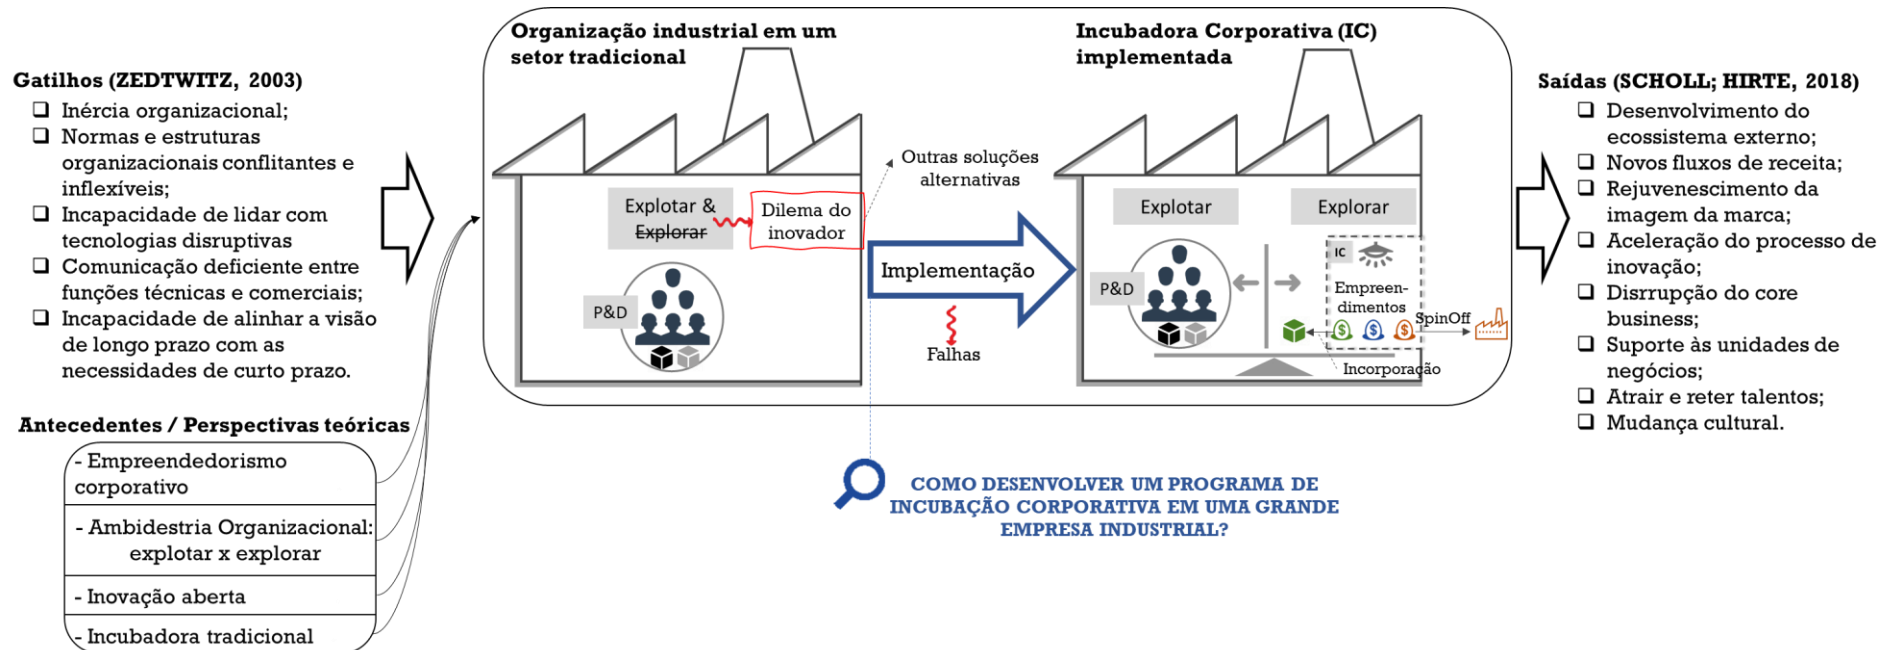 Gatilhos (ZEDTWITZ, 2003)
❑ Inércia organizacional;
❑ Normas e estruturas
organizacionais conflitantes e
inflexíveis;
❑ Incapacidade de lidar com
tecnologias disruptivas
❑ Comunicação deficiente entre
funções técnicas e comerciais;
❑ Incapacidade de alinhar a visão
de longo prazo com as
necessidades de curto prazo.
Antecedentes / Perspectivas teóricas
- Empreendedorismo
corporativo
- Ambidestria Organizacional:
explotar x explorar
- Inovação aberta
- Incubadora tradicional
Organização industrial em um
setor tradicional
Explotar &
Explorar
Dilema do
inovador
P&D
Outras soluções
alternativas
Implementação
Falhas
Incubadora Corporativa (IC)
implementada
Explotar
Explorar
P&D
IC
Empreen-
dimentos
$ $ $
SpinOff
Incorporação
COMO DESENVOLVER UM PROGRAMA DE
INCUBAÇÃO CORPORATIVA EM UMA GRANDE
EMPRESA INDUSTRIAL?
Saídas (SCHOLL; HIRTE, 2018)
❑ Desenvolvimento do
ecossistema externo;
❑ Novos fluxos de receita;
❑ Rejuvenescimento da
imagem da marca;
❑ Aceleração do processo de
inovação;
❑ Disrrupção do core
business;
❑ Suporte às unidades de
negócios;
❑ Atrair e reter talentos;
❑ Mudança cultural.